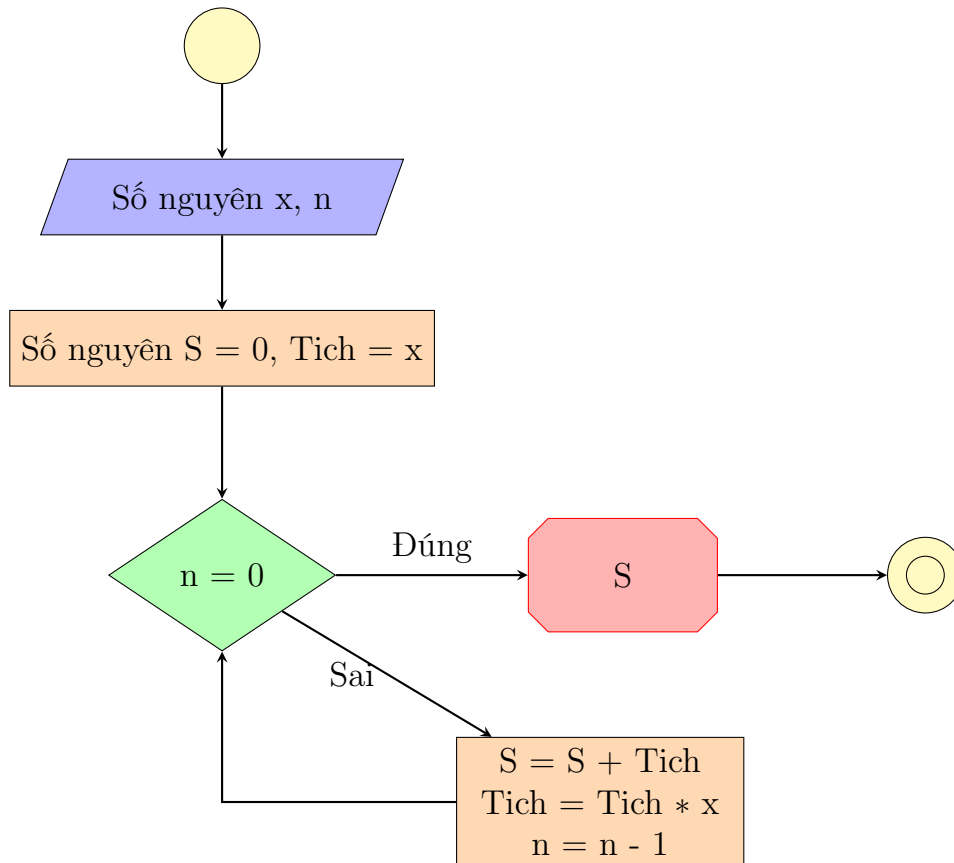 Số nguyên x, n
Số nguyên S = 0, Tich = x
n = 0
Đúng
S
Sai
S = S + Tich
Tich = Tich ∗ x
n = n - 1